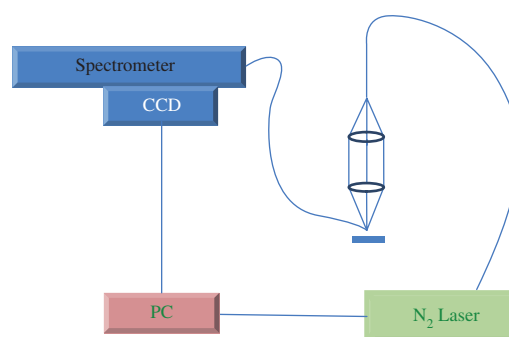 Spectrometer
CCD
PC
N₂ Laser